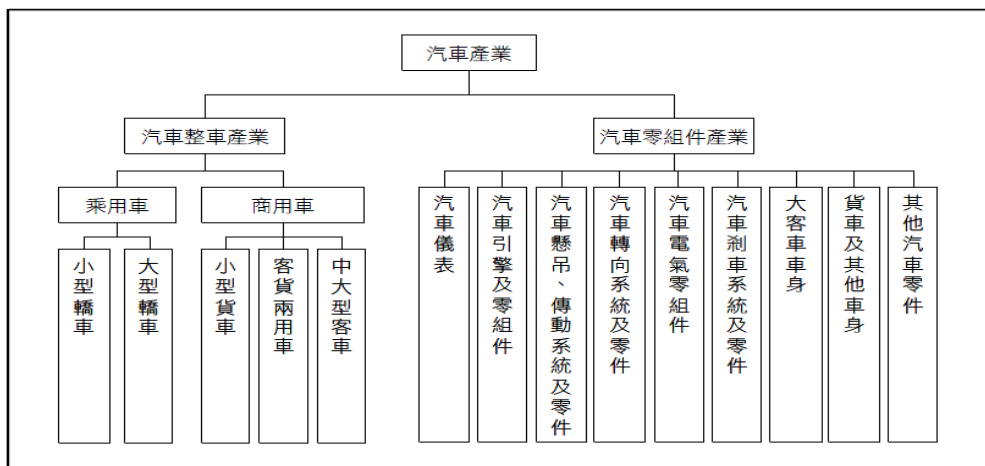 汽車產業
汽車整車產業
汽車零組件產業
乘用車
商用車
小型轎車
大型轎車
小型貨車
客貨兩用車
中大型客車
汽車儀表
汽車引擎及零組件
汽車懸吊、傳動系統及零件
汽車轉向系統及零件
汽車電氣零組件
汽車剎車系統及零件
大客車車身
貨車及其他車身
其他汽車零件